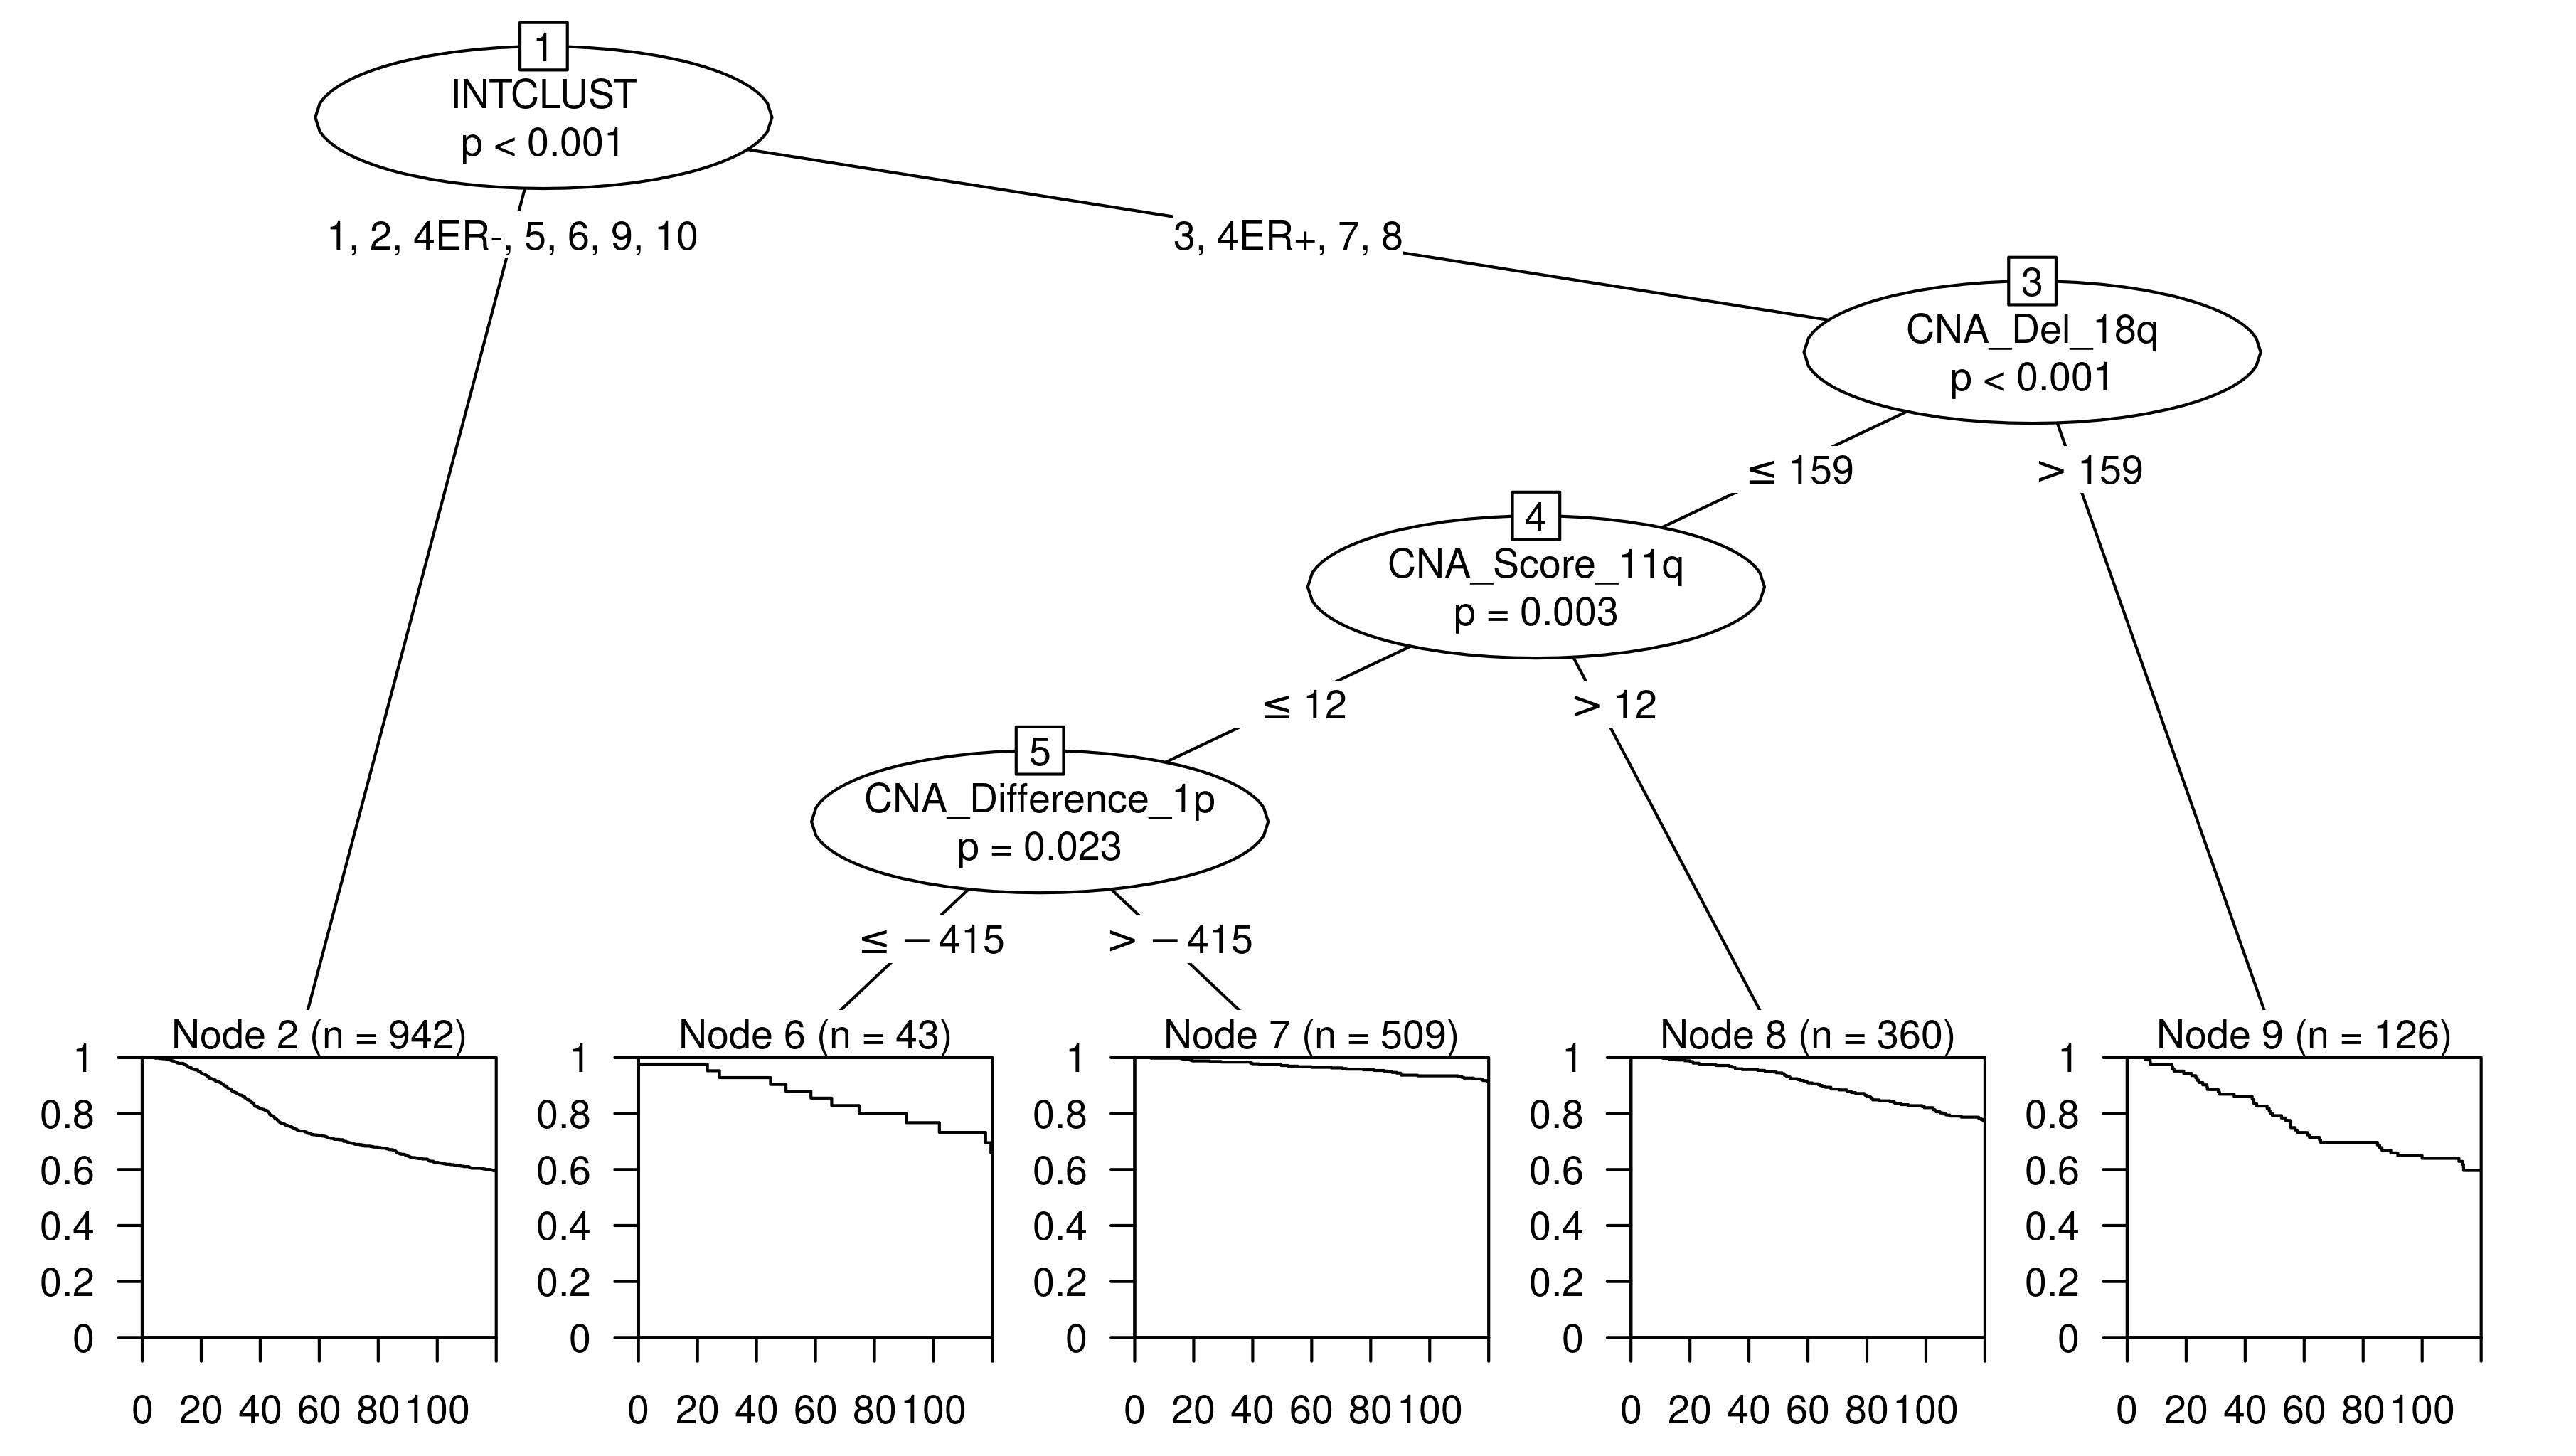 1
INTCLUST
p < 0.001
1, 2, 4ER-, 5, 6, 9, 10
3, 4ER+, 7, 8
3
CNA_Del_18q
p < 0.001
≤ 159
> 159
4
CNA_Score_11q
p = 0.003
≤ 12
> 12
5
CNA_Difference_1p
p = 0.023
≤ −415
> −415
Node 2 (n = 942)
1
0.8
0.6
0.4
0.2
0
0 20 40 60 80 100
Node 6 (n = 43)
1
0.8
0.6
0.4
0.2
0
0 20 40 60 80 100
Node 7 (n = 509)
1
0.8
0.6
0.4
0.2
0
0 20 40 60 80 100
Node 8 (n = 360)
1
0.8
0.6
0.4
0.2
0
0 20 40 60 80 100
Node 9 (n = 126)
1
0.8
0.6
0.4
0.2
0
0 20 40 60 80 100